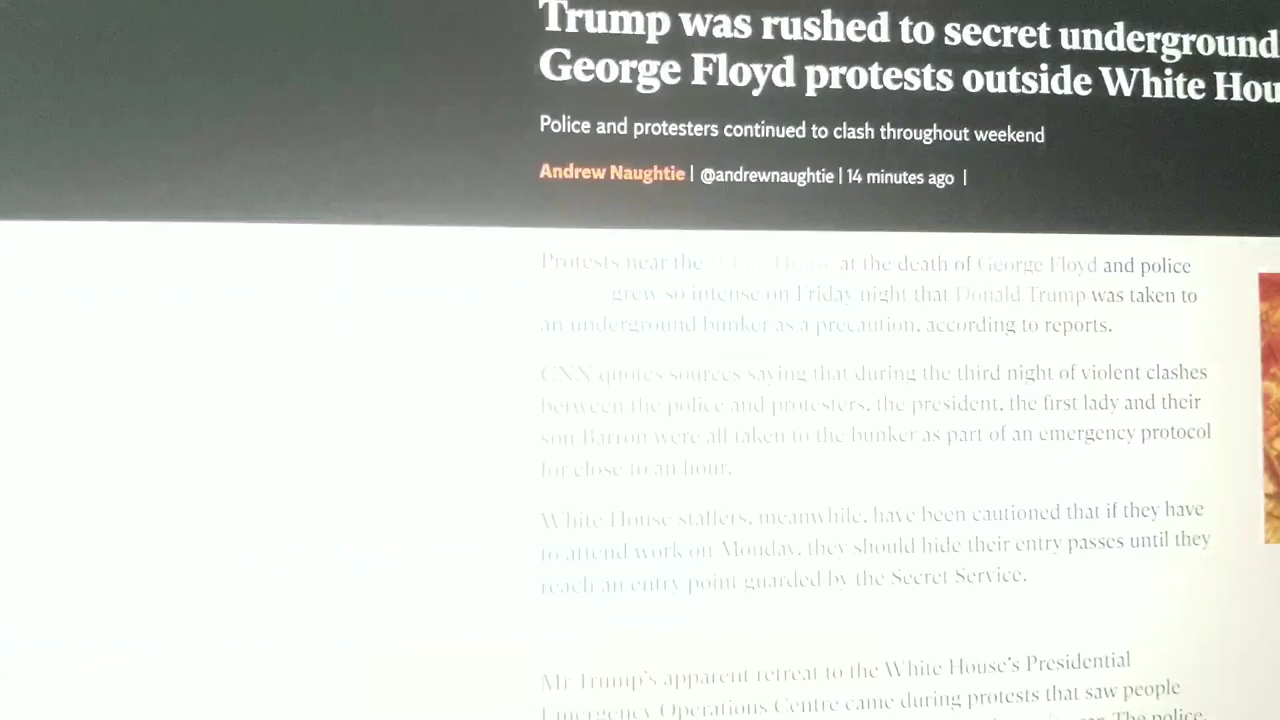 Trump was rushed to secret underground
George Floyd protests outside White Hou
Police and protesters continued to clash throughout weekend
Andrew Naughtie | @andrewnaughtie | 14 minutes ago |
Protests near the White House at the death of George Floyd and police
grew so intense on Friday night that Donald Trump was taken to
an underground bunker as a precaution, according to reports.
CNN quotes sources saying that during the third night of violent clashes
between the police and protesters, the president, the first lady and their
son Barron were all taken to the bunker as part of an emergency protocol
for close to an hour.
White House staffers, meanwhile, have been cautioned that if they have
to attend work on Monday, they should hide their entry passes until they
reach an entry point guarded by the Secret Service.
Mr Trump's apparent retreat to the White House's Presidential
Emergency Operations Centre came during protests that saw people
The police,